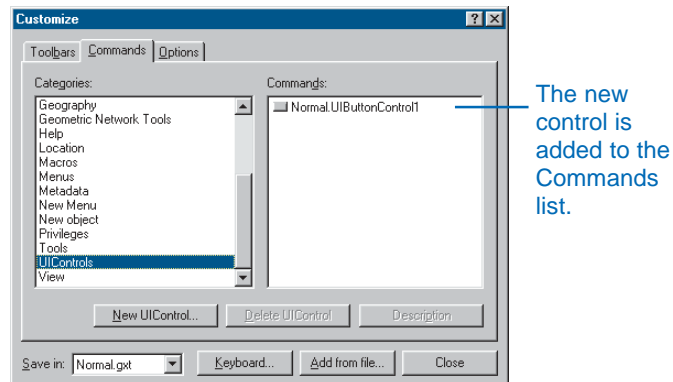 Customize
Toolbars Commands Options
Categories: Commands:
Geography
Geometric Network Tools
Help
Location
Macros
Menus
Metadata
New Menu
New object
Privileges
Tools
UIControls
View
Normal.UIButtonControl1
New UIControl... Delete UIControl Description
Save in: Normal.gxt Keyboard... Add from file... Close
The new
control is
added to the
Commands
list.